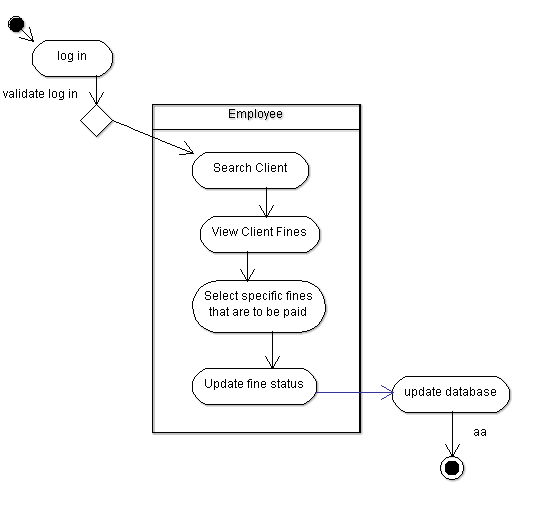 log in
validate log in
Employee
Search Client
View Client Fines
Select specific fines
that are to be paid
Update fine status
update database
aa